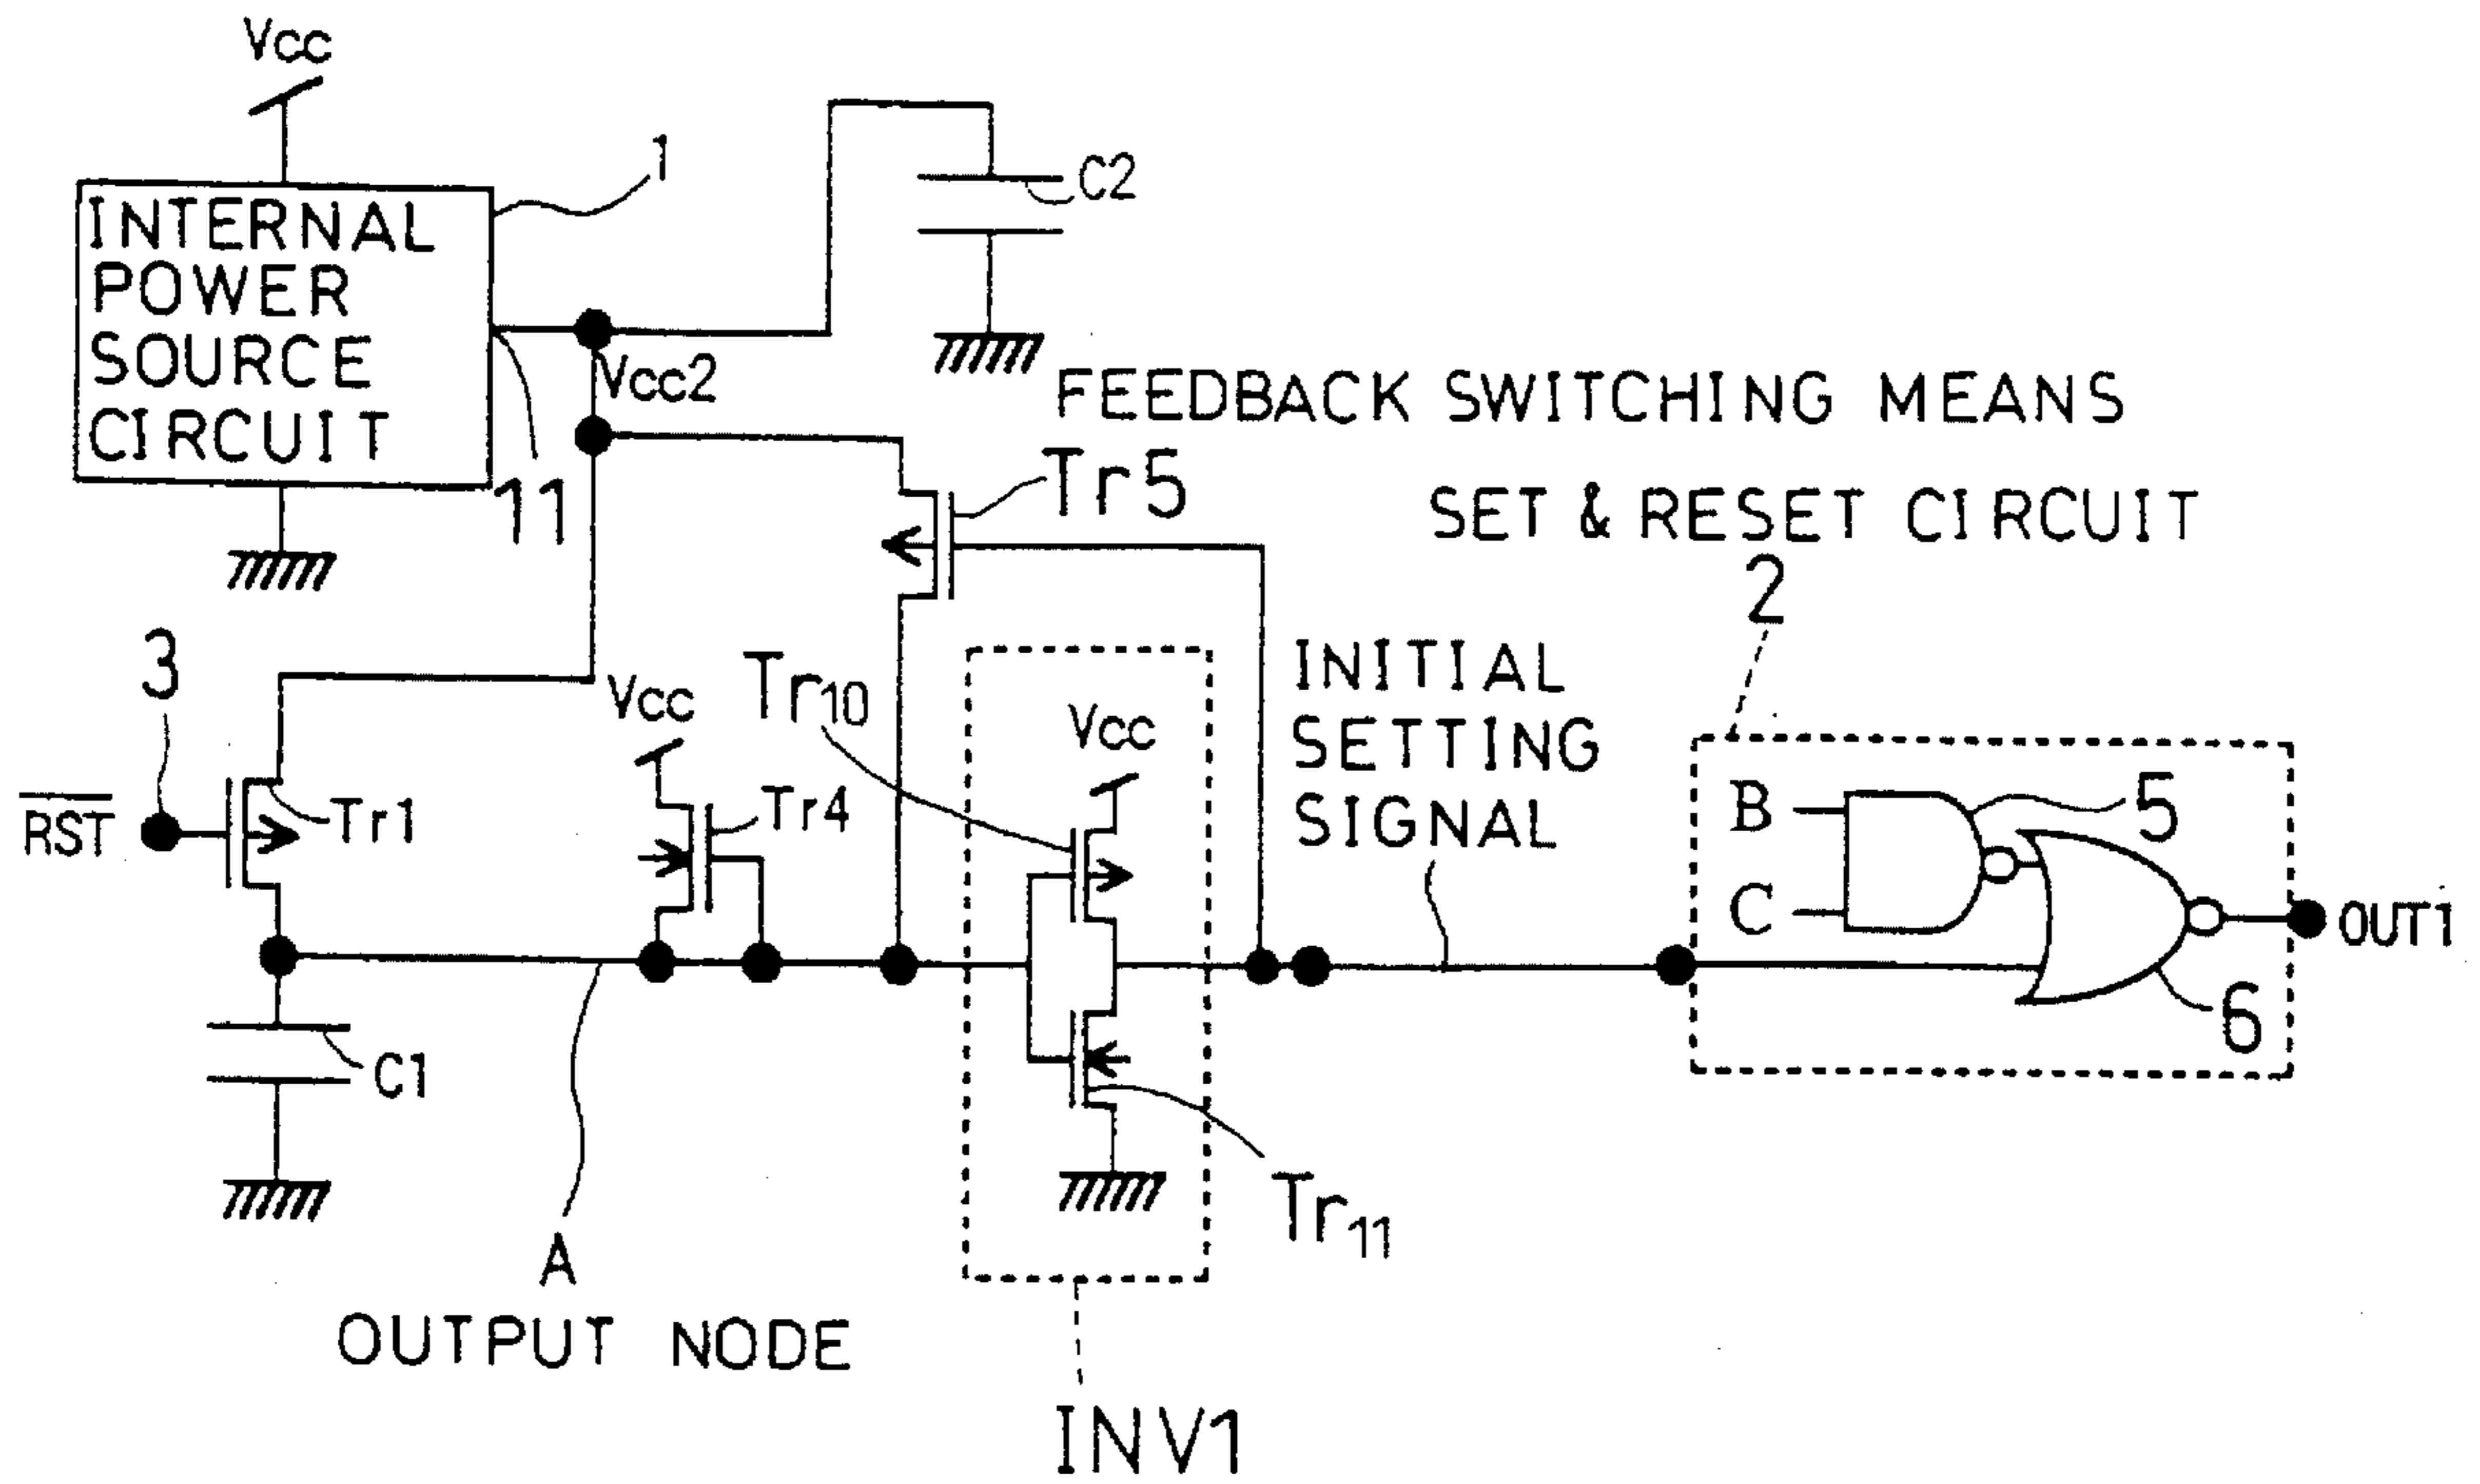 Vcc
1
C2
INTERNAL
POWER
SOURCE
CIRCUIT
Vcc2
11
FEEDBACK SWITCHING MEANS
Tr5
SET & RESET CIRCUIT
2
3
RST
Tr1
Vcc
Tr4
Tr10
Vcc
INITIAL
SETTING
SIGNAL
B
C
5
6
OUT1
C1
A
OUTPUT NODE
Tr11
INV1